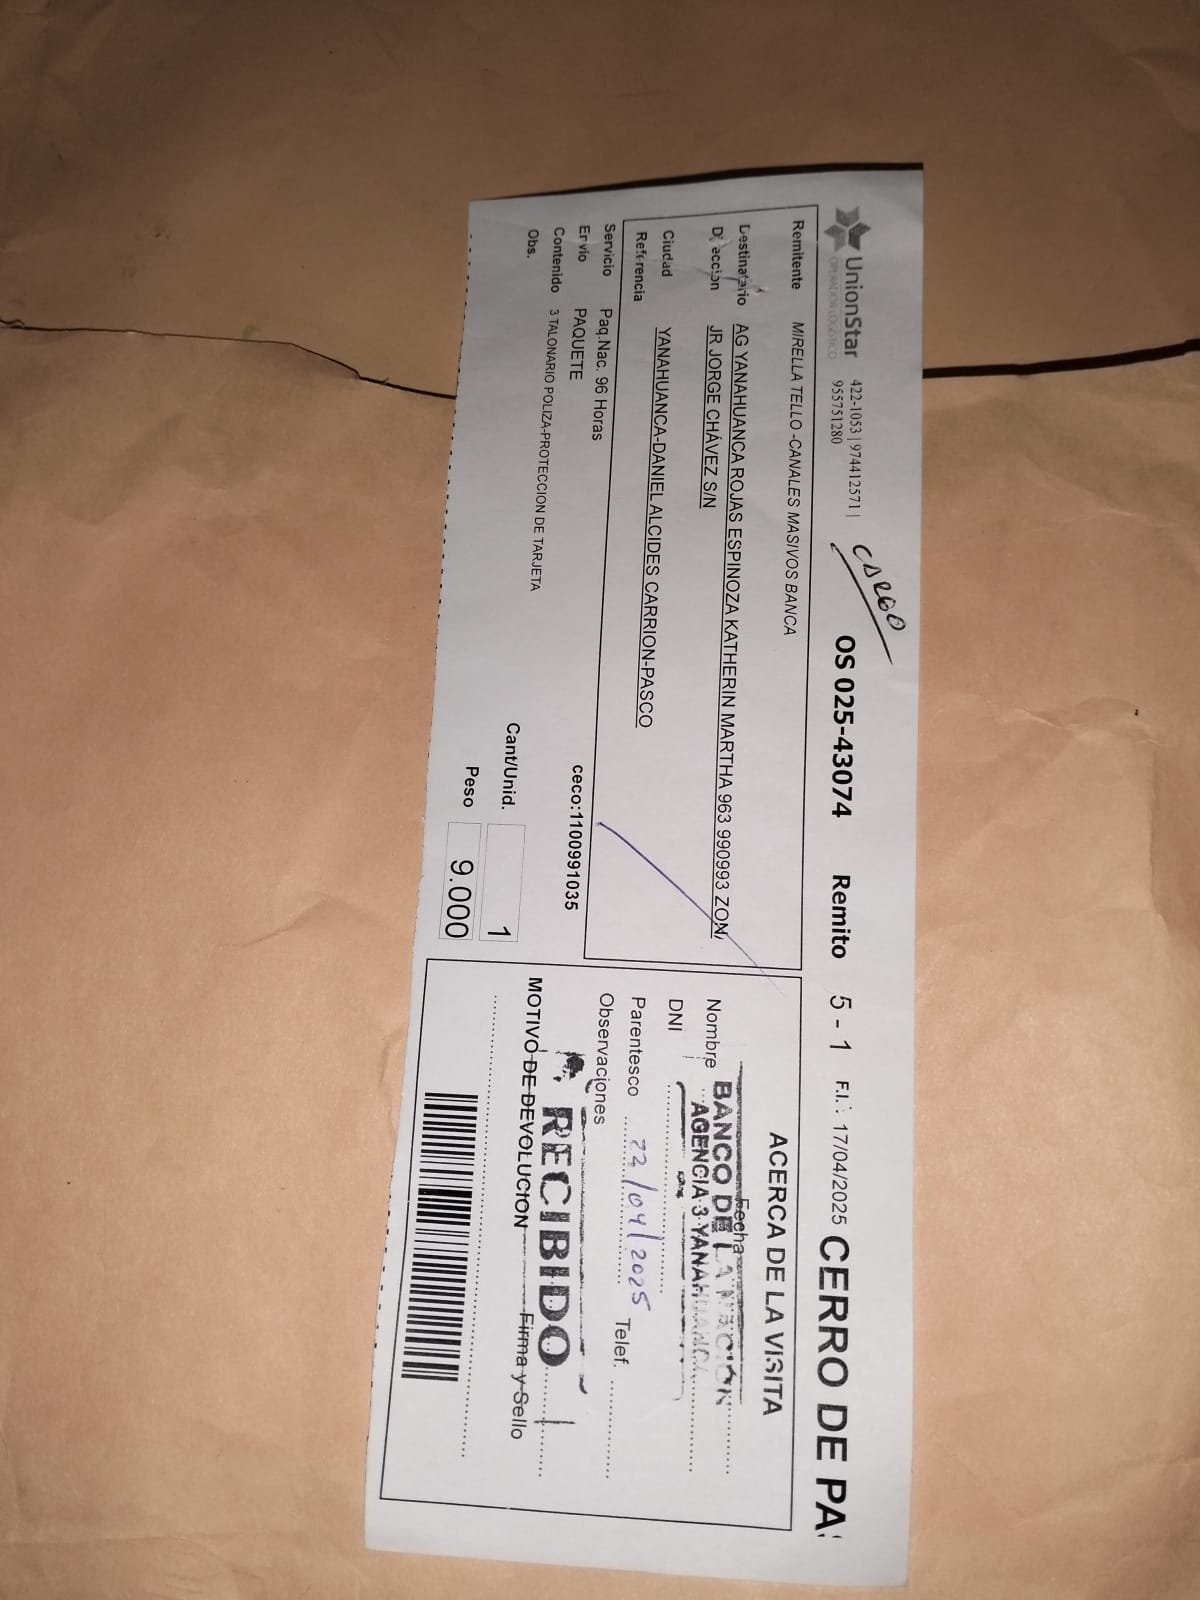 UnionStar
OPERADOR LOGÍSTICO
422-1053 | 974412571 |
955751280
CARGO
OS 025-43074 Remito 5 - 1 F.I.: 17/04/2025 CERRO DE PA
Remitente MIRELLA TELLO -CANALES MASIVOS BANCA
Destinatario AG YANAHUANCA ROJAS ESPINOZA KATHERIN MARTHA 963 990993 ZON
Dirección JR JORGE CHÁVEZ S/N
Ciudad YANAHUANCA-DANIEL ALCIDES CARRION-PASCO
Referencia
Servicio Paq.Nac. 96 Horas
Envio PAQUETE
ceco:1100991035
Contenido 3 TALONARIO POLIZA-PROTECCION DE TARJETA
Obs.
Cant/Unid. 1
Peso 9.000
ACERCA DE LA VISITA
Fecha
BANCO DE LA NACION
Nombre
AGENCIA 3 YANAHUANCA
DNI
Parentesco 22/04/2025 Telef.
Observaciones
RECIBIDO
MOTIVO DE DEVOLUCION Firma y Sello